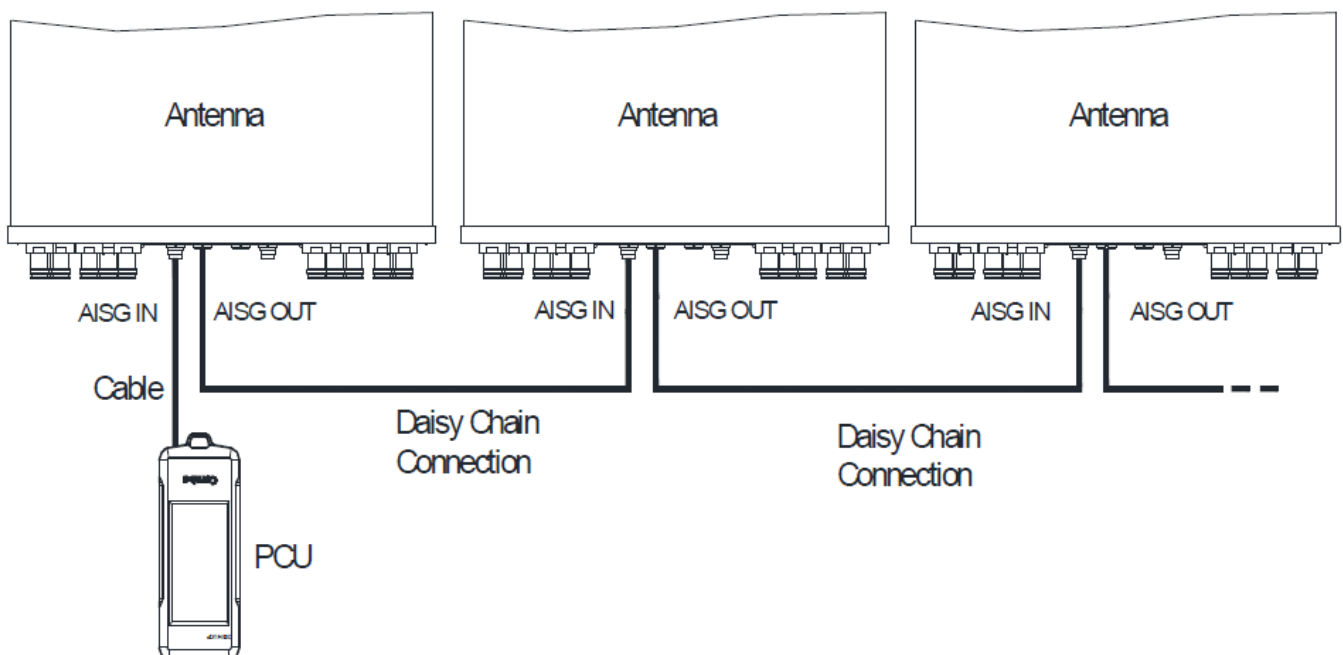 Antenna
Antenna
Antenna
AISG IN
AISG OUT
AISG IN
AISG OUT
AISG IN
AISG OUT
Cable
Daisy Chain
Connection
Daisy Chain
Connection
PCU